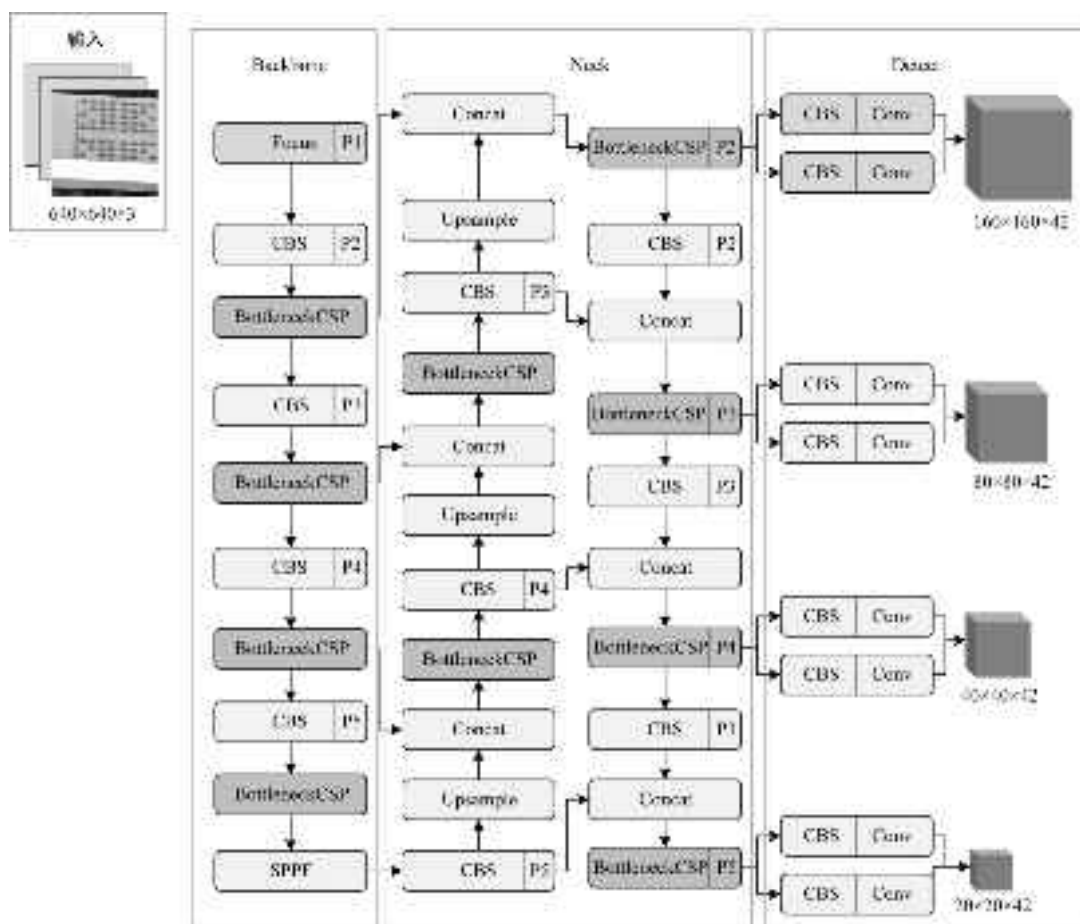 输入
640×640×3
Backbone
Focus P1
CBS P2
BottleneckCSP
CBS P3
BottleneckCSP
CBS P4
BottleneckCSP
CBS P5
BottleneckCSP
SPPF
Neck
Concat
Upsample
CBS P3
BottleneckCSP
Concat
Upsample
CBS P4
BottleneckCSP
Concat
Upsample
CBS P5
BottleneckCSP P2
CBS P2
Concat
BottleneckCSP P3
CBS P3
Concat
BottleneckCSP P4
CBS
Concat
BottleneckCSP P5
Detect
CBS Conv
CBS Conv
160×160×42
CBS Conv
CBS Conv
80×80×42
CBS Conv
CBS Conv
40×40×42
CBS Conv
CBS Conv
20×20×42